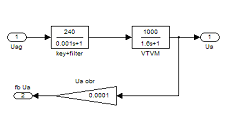 1
Uag
240
0.001s+1
key+filter
1000
1.6s+1
VTVM
1
Ua
fb Ua
2
Ua obr
0.0001